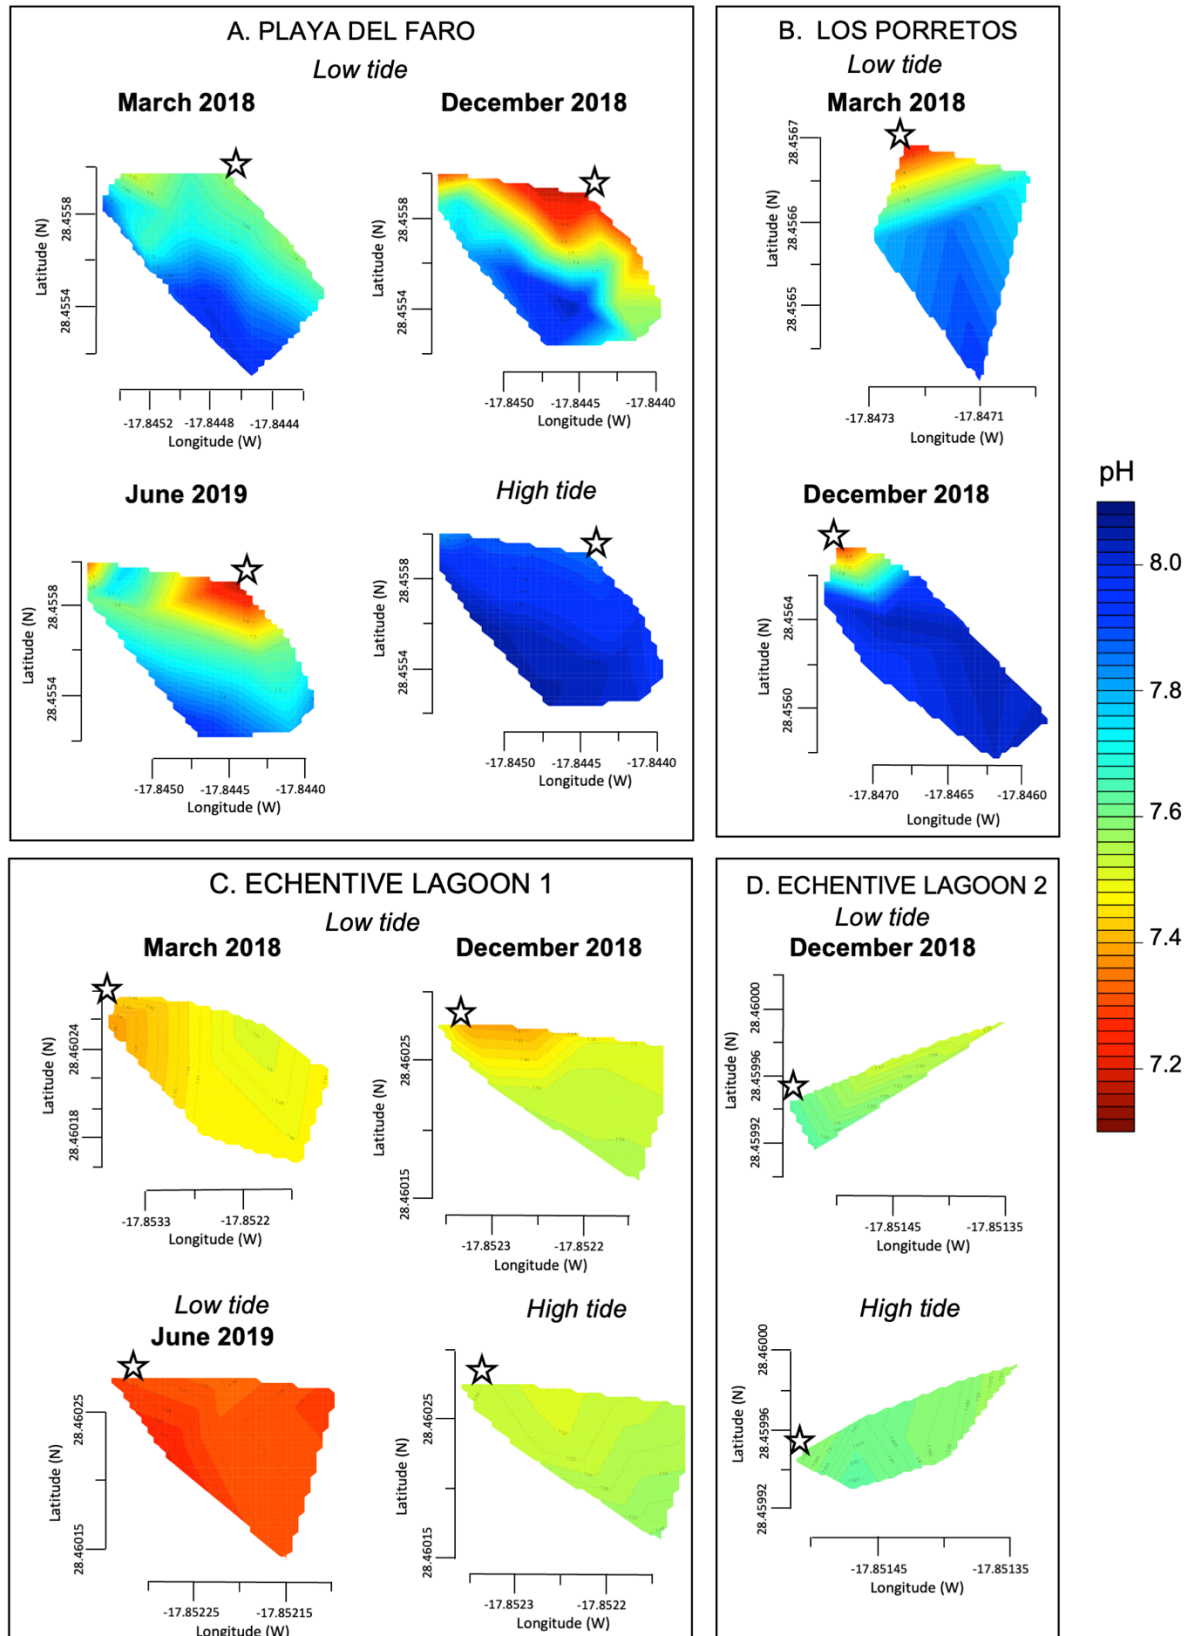 A. PLAYA DEL FARO
Low tide
March 2018
December 2018
Latitude (N)
28.4558
28.4554
-17.8452 -17.8448 -17.8444
Longitude (W)
Latitude (N)
28.4558
28.4554
-17.8450 -17.8445 -17.8440
Longitude (W)
June 2019
High tide
Latitude (N)
28.4558
28.4554
-17.8450 -17.8445 -17.8440
Longitude (W)
Latitude (N)
28.4558
28.4554
-17.8450 -17.8445 -17.8440
Longitude (W)
B. LOS PORRETOS
Low tide
March 2018
Latitude (N)
28.4567
28.4566
28.4565
-17.8473 -17.8471
Longitude (W)
December 2018
Latitude (N)
28.4564
28.4560
-17.8470 -17.8465 -17.8460
Longitude (W)
pH
8.0
7.8
7.6
7.4
7.2
C. ECHENTIVE LAGOON 1
Low tide
March 2018
December 2018
Latitude (N)
28.46024
28.46018
-17.8533 -17.8522
Longitude (W)
Latitude (N)
28.46025
28.46015
-17.8523 -17.8522
Longitude (W)
Low tide
June 2019
High tide
Latitude (N)
28.46025
28.46015
-17.85225 -17.85215
Longitude (W)
Latitude (N)
28.46025
28.46015
-17.8523 -17.8522
Longitude (W)
D. ECHENTIVE LAGOON 2
Low tide
December 2018
Latitude (N)
28.46000
28.45996
28.45992
-17.85145 -17.85135
Longitude (W)
High tide
Latitude (N)
28.46000
28.45996
28.45992
-17.85145 -17.85135
Longitude (W)